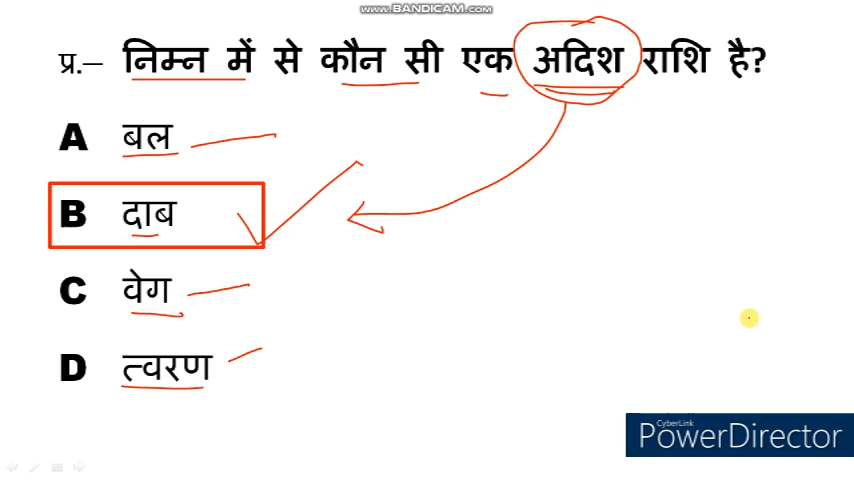 www.BANDICAM.com
प्र.– निम्न में से कौन सी एक अदिश राशि है?
A बल
B दाब
C वेग
D त्वरण
CyberLink
PowerDirector